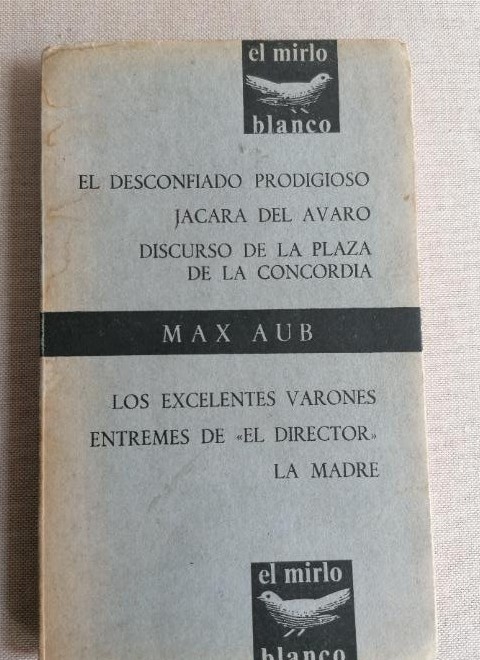 el mirlo
blanco
EL DESCONFIADO PRODIGIOSO
JACARA DEL AVARO
DISCURSO DE LA PLAZA
DE LA CONCORDIA
MAX AUB
LOS EXCELENTES VARONES
ENTREMES DE «EL DIRECTOR»
LA MADRE
el mirlo
blanco